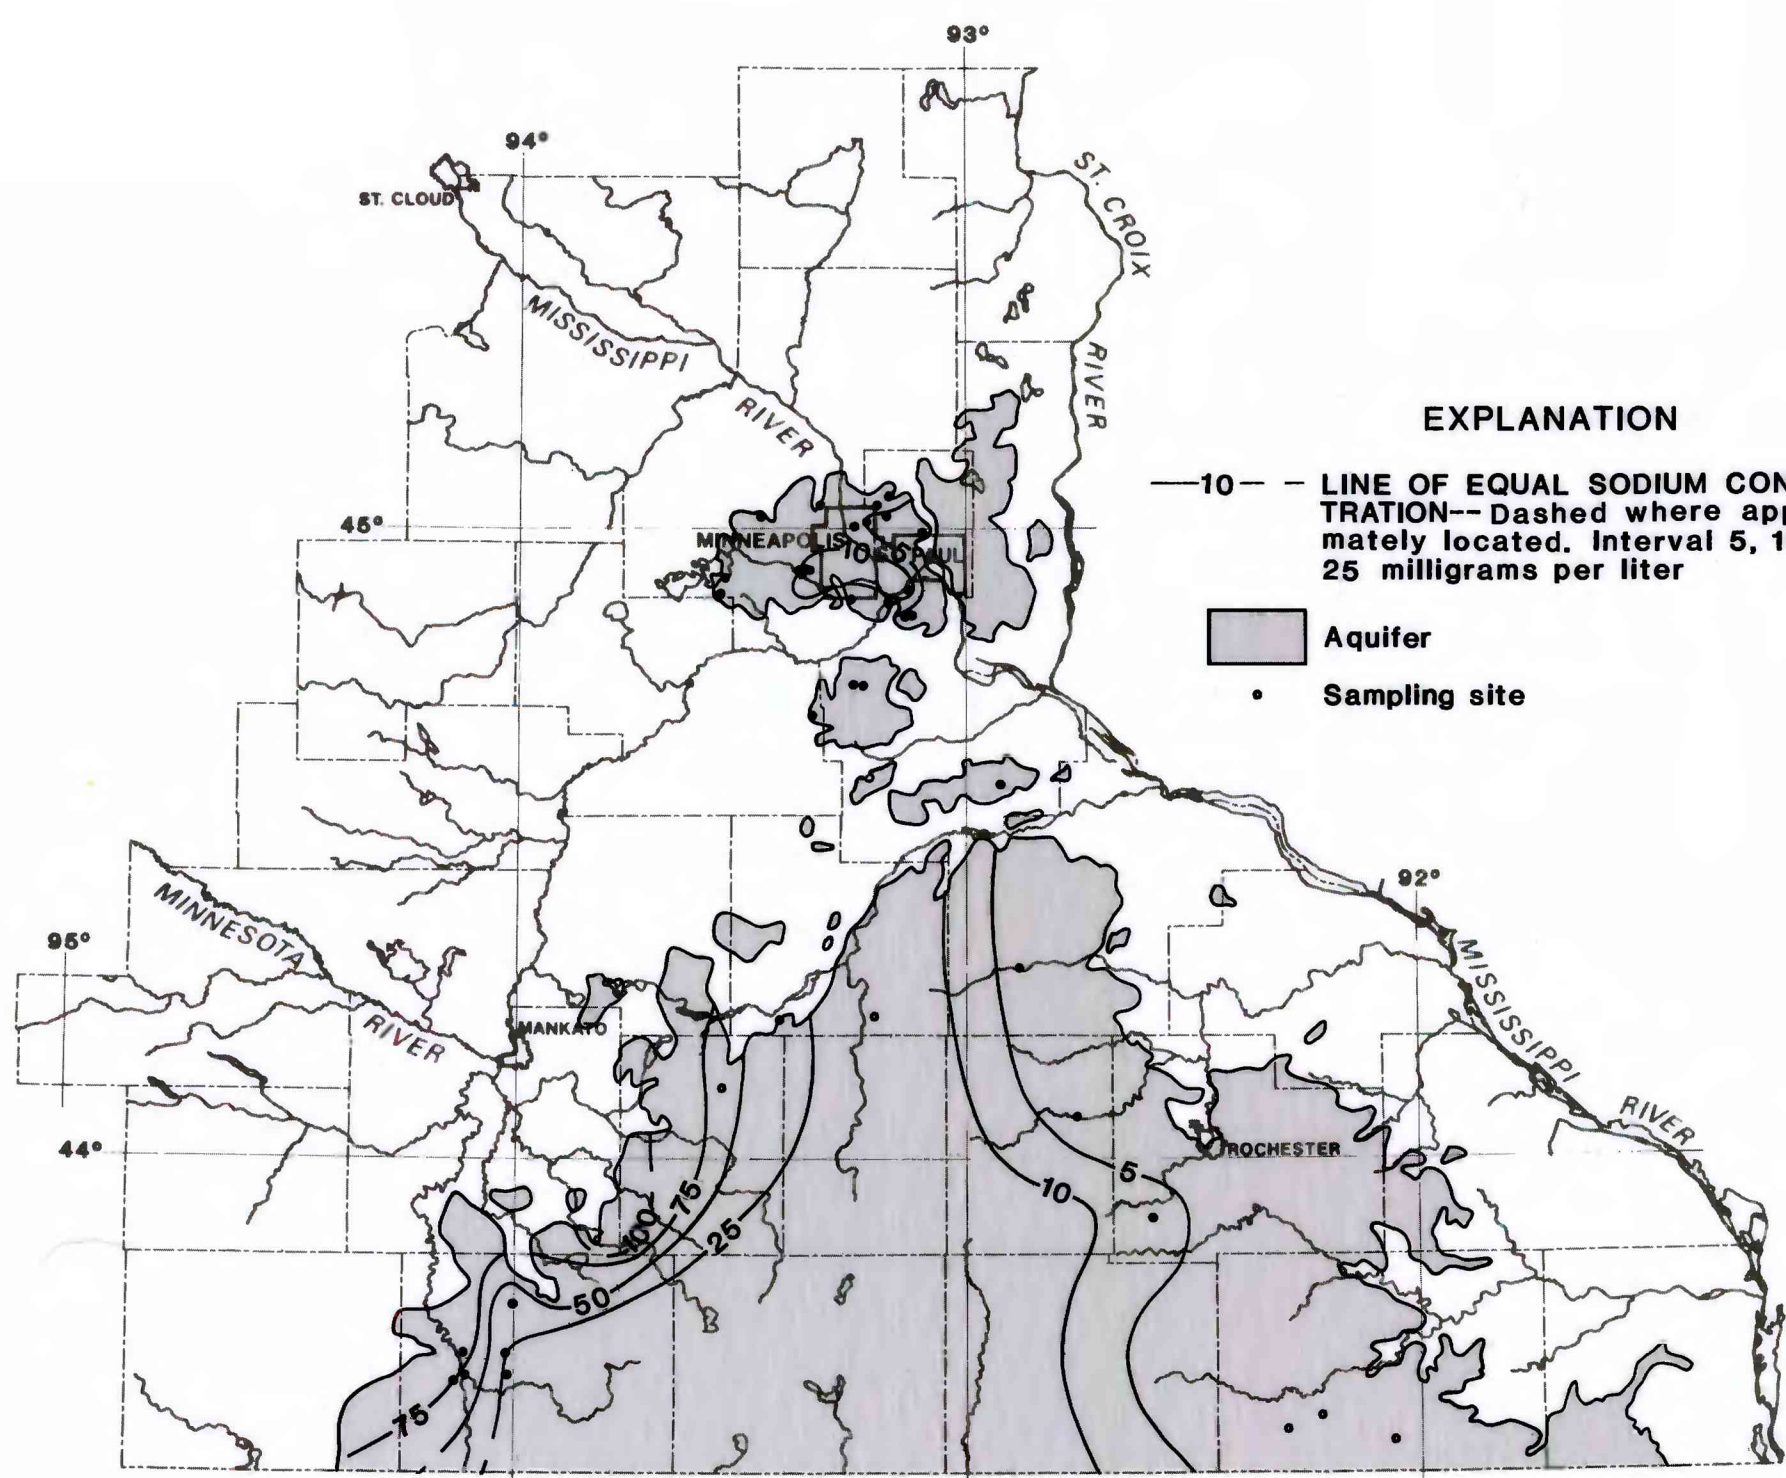 93°
94°
ST. CLOUD
ST. CROIX
RIVER
MISSISSIPPI
RIVER
EXPLANATION
—10— — LINE OF EQUAL SODIUM CON
TRATION-- Dashed where app
mately located. Interval 5, 1
25 milligrams per liter
Aquifer
Sampling site
45°
MINNEAPOLIS
10
5
PAUL
92°
MINNESOTA
RIVER
95°
MANKATO
MISSISSIPPI
RIVER
44°
ROCHESTER
75
100
25
50
75
10
5